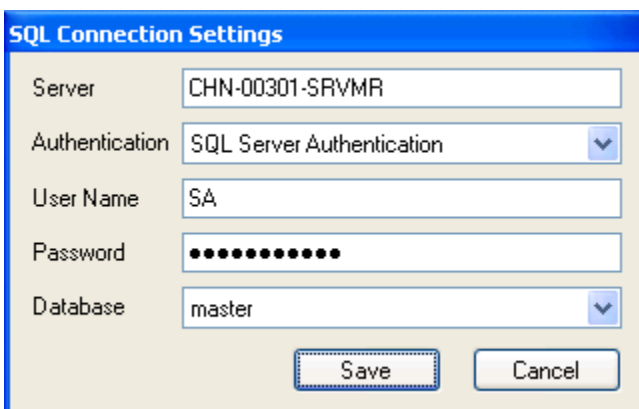 SQL Connection Settings
Server CHN-00301-SRVMR
Authentication SQL Server Authentication
User Name SA
Password ●●●●●●●●●●●
Database master
Save Cancel